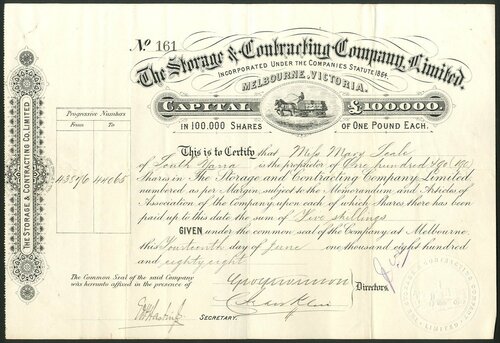 No 161
The Storage & Contracting Company, Limited.
INCORPORATED UNDER THE COMPANIES STATUTE 1864.
MELBOURNE, VICTORIA.
CAPITAL £100.000.
IN 100.000 SHARES OF ONE POUND EACH.
THE STORAGE & CONTRACTING CO. LIMITED
Progressive Numbers
From To
This is to Certify that Miss Mary
of South Yarra is the proprietor of One hundred
Shares in The Storage and Contracting Company, Limited
numbered as per Margin, subject to the Memorandum and Articles of
Association of the Company, upon each of which Shares there has been
paid up to this date the sum of Five shillings
GIVEN under the common seal of the Company at Melbourne
this Fourteenth day of June one thousand eight hundred
and eightyeight
The Common Seal of the said Company
was hereunto affixed in the presence of
Directors.
SECRETARY.